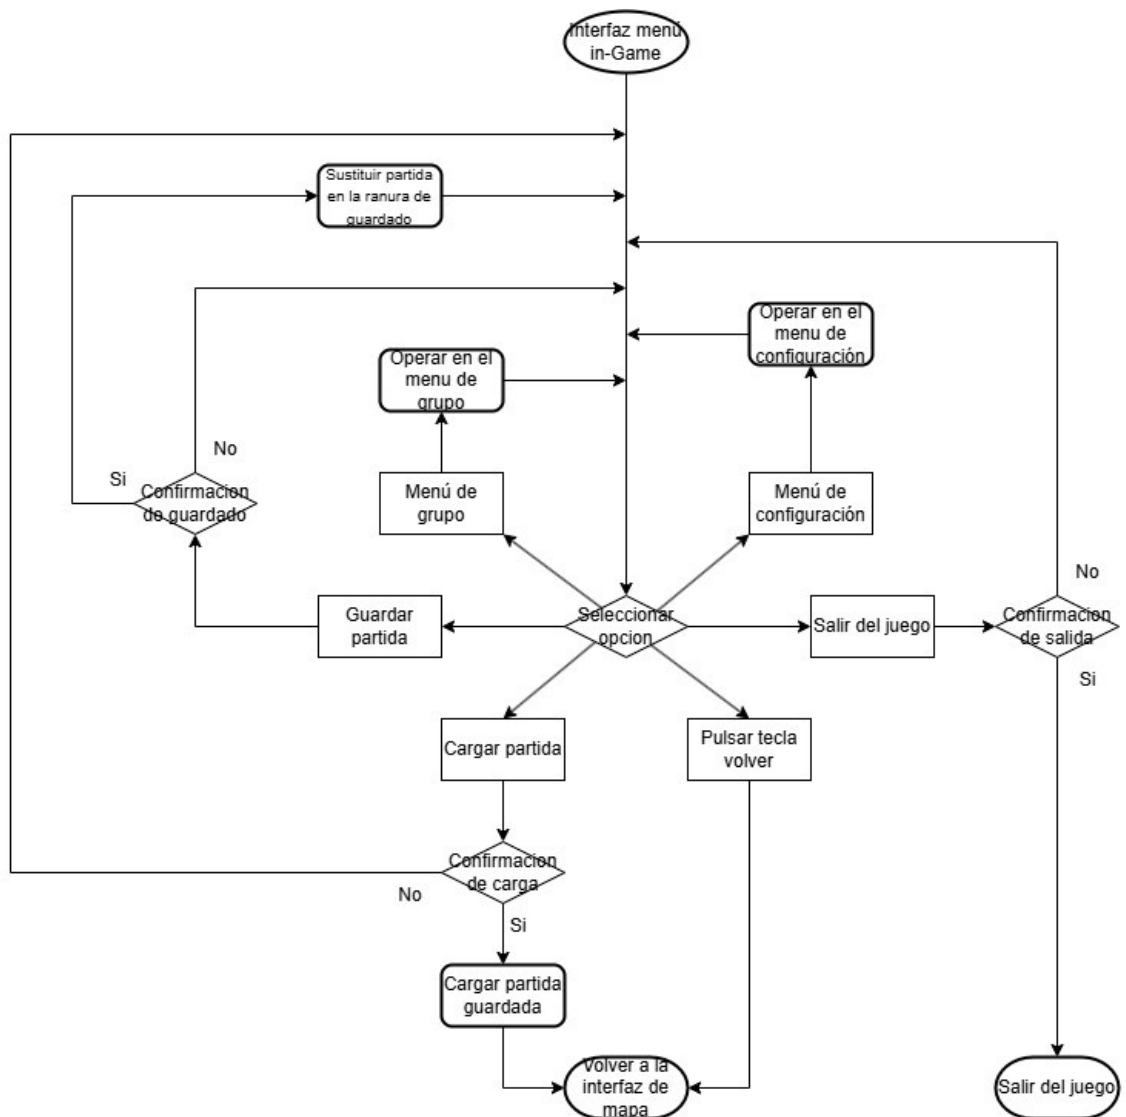 Interfaz menú
in-Game
Sustituir partida
en la ranura de
guardado
Operar en el
menu de
configuración
Operar en el
menu de
grupo
No
Si
Confirmacion
de guardado
Menú de
grupo
Menú de
configuración
No
Guardar
partida
Seleccionar
opcion
Salir del juego
Confirmacion
de salida
Si
Cargar partida
Pulsar tecla
volver
Confirmacion
de carga
No
Si
Cargar partida
guardada
Volver a la
interfaz de
mapa
Salir del juego